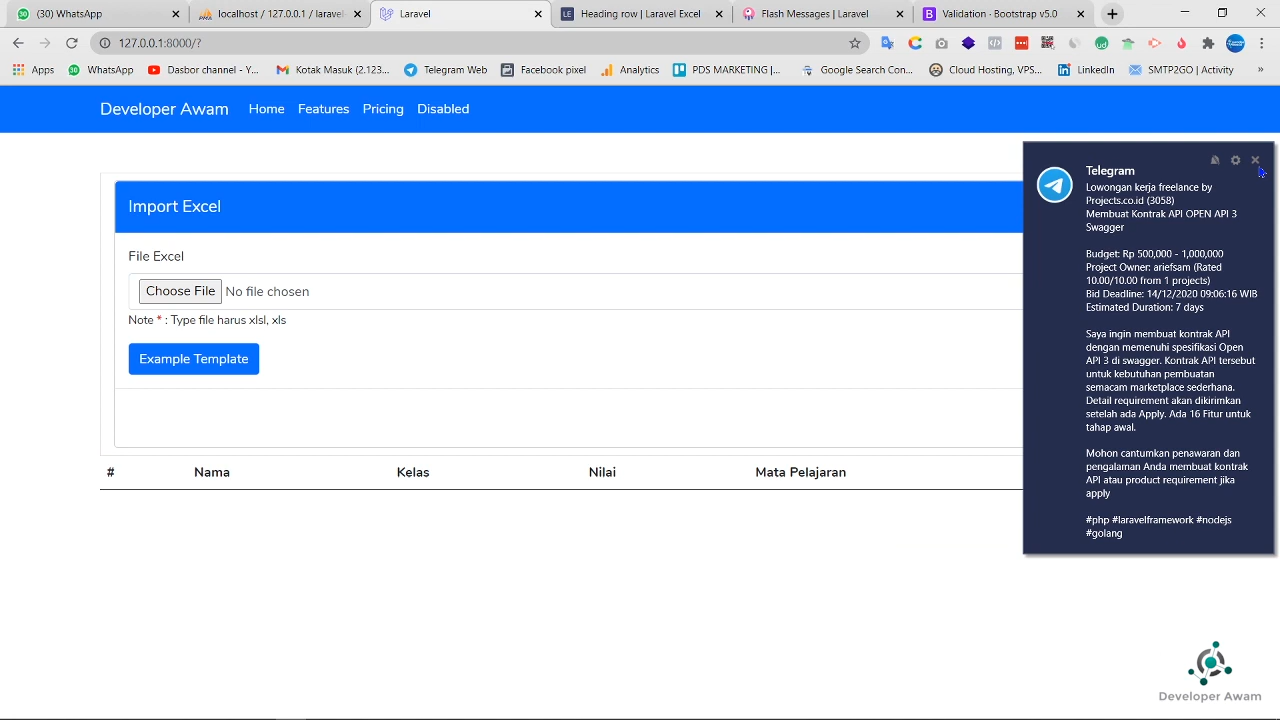 (30) WhatsApp
localhost / 127.0.0.1 / laravel
Laravel
Heading row | Laravel Excel
Flash Messages | Laravel
Validation · Bootstrap v5.0
127.0.0.1:8000/?
Apps
WhatsApp
Dasbor channel - Y...
Kotak Masuk (2.123...
Telegram Web
Facebook pixel
Analytics
PDS MARKETING |...
Google Search Con...
Cloud Hosting, VPS...
LinkedIn
SMTP2GO | Activity
»
Developer Awam
Home
Features
Pricing
Disabled
Import Excel
File Excel
Choose File No file chosen
Note * : Type file harus xlsl, xls
Example Template
# Nama Kelas Nilai Mata Pelajaran
Telegram
Lowongan kerja freelance by
Projects.co.id (3058)
Membuat Kontrak API OPEN API 3
Swagger
Budget: Rp 500,000 - 1,000,000
Project Owner: ariefsam (Rated
10.00/10.00 from 1 projects)
Bid Deadline: 14/12/2020 09:06:16 WIB
Estimated Duration: 7 days
Saya ingin membuat kontrak API
dengan memenuhi spesifikasi Open
API 3 di swagger. Kontrak API tersebut
untuk kebutuhan pembuatan
semacam marketplace sederhana.
Detail requirement akan dikirimkan
setelah ada Apply. Ada 16 Fitur untuk
tahap awal.
Mohon cantumkan penawaran dan
pengalaman Anda membuat kontrak
API atau product requirement jika
apply
#php #laravelframework #nodejs
#golang
Developer Awam